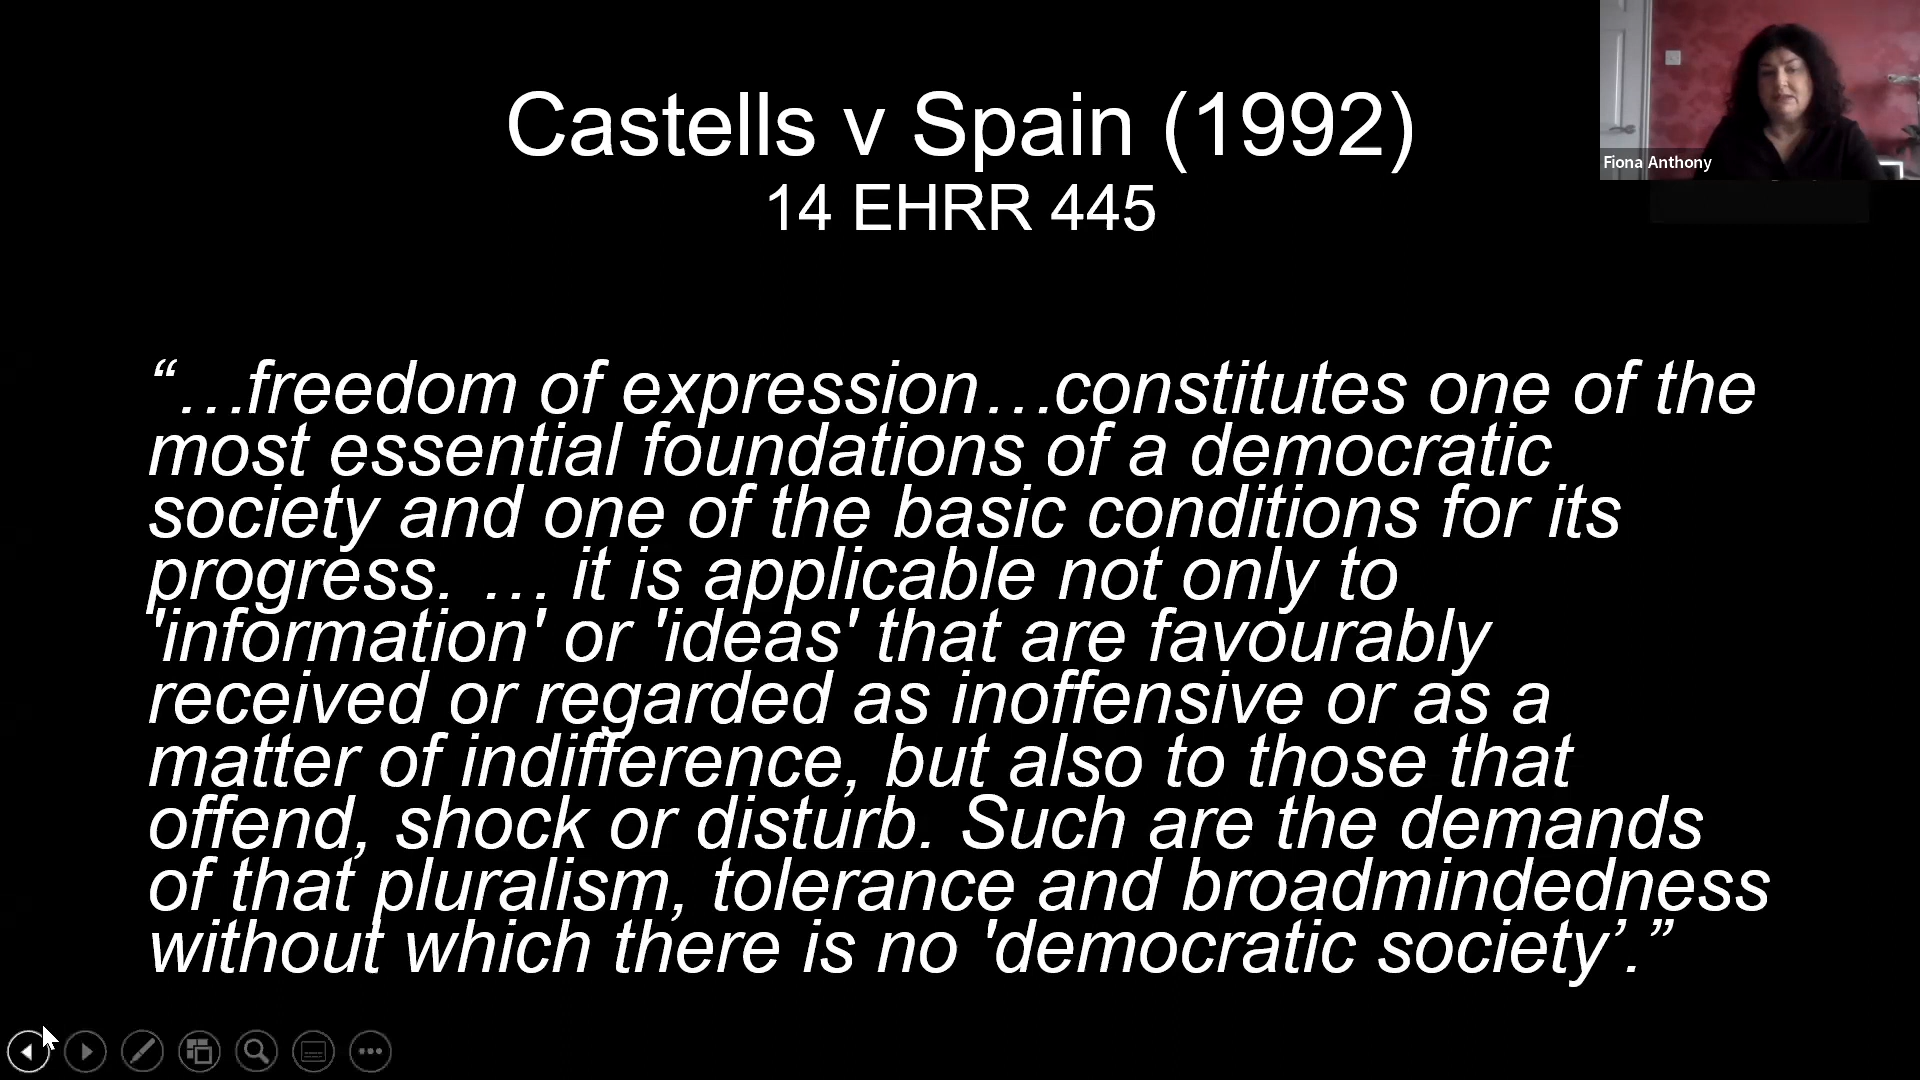 Castells v Spain (1992)
14 EHRR 445
Fiona Anthony
“…freedom of expression…constitutes one of the
most essential foundations of a democratic
society and one of the basic conditions for its
progress. … it is applicable not only to
'information' or 'ideas' that are favourably
received or regarded as inoffensive or as a
matter of indifference, but also to those that
offend, shock or disturb. Such are the demands
of that pluralism, tolerance and broadmindedness
without which there is no 'democratic society’.”